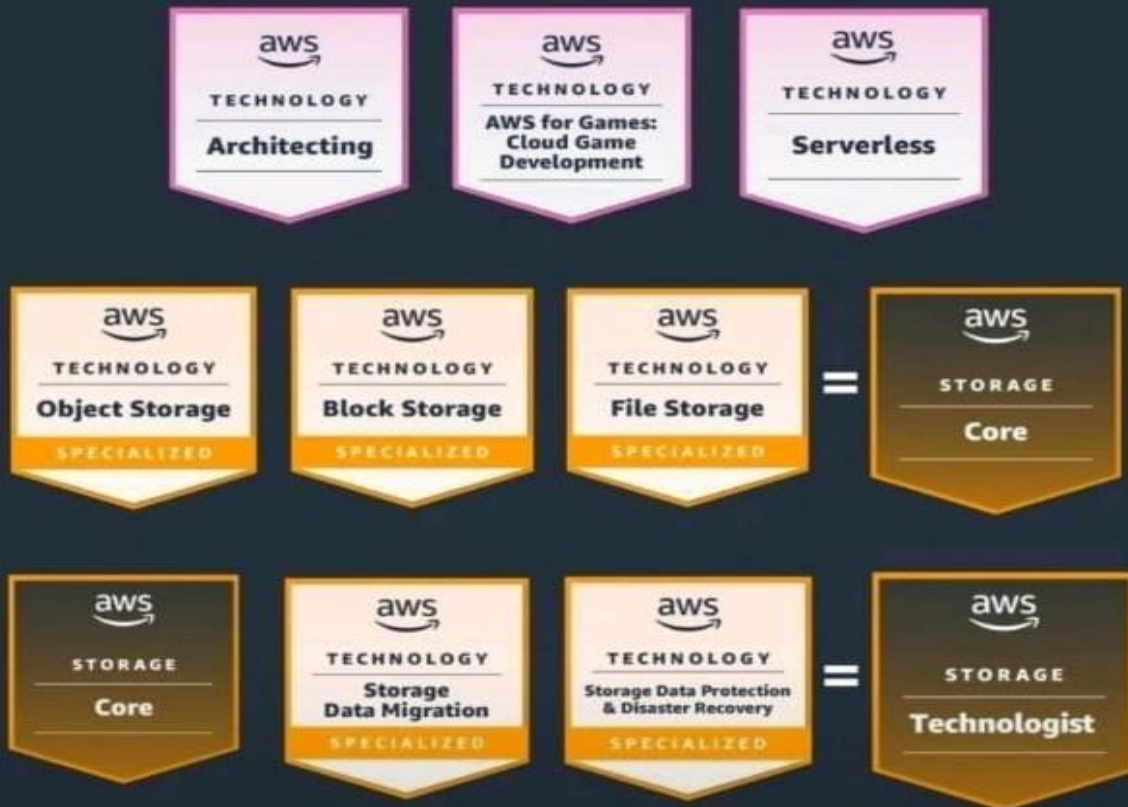 aws
TECHNOLOGY
Architecting
aws
TECHNOLOGY
AWS for Games:
Cloud Game
Development
aws
TECHNOLOGY
Serverless
aws
TECHNOLOGY
Object Storage
SPECIALIZED
aws
TECHNOLOGY
Block Storage
SPECIALIZED
aws
TECHNOLOGY
File Storage
SPECIALIZED
=
aws
STORAGE
Core
aws
STORAGE
Core
aws
TECHNOLOGY
Storage
Data Migration
SPECIALIZED
aws
TECHNOLOGY
Storage Data Protection
& Disaster Recovery
SPECIALIZED
=
aws
STORAGE
Technologist